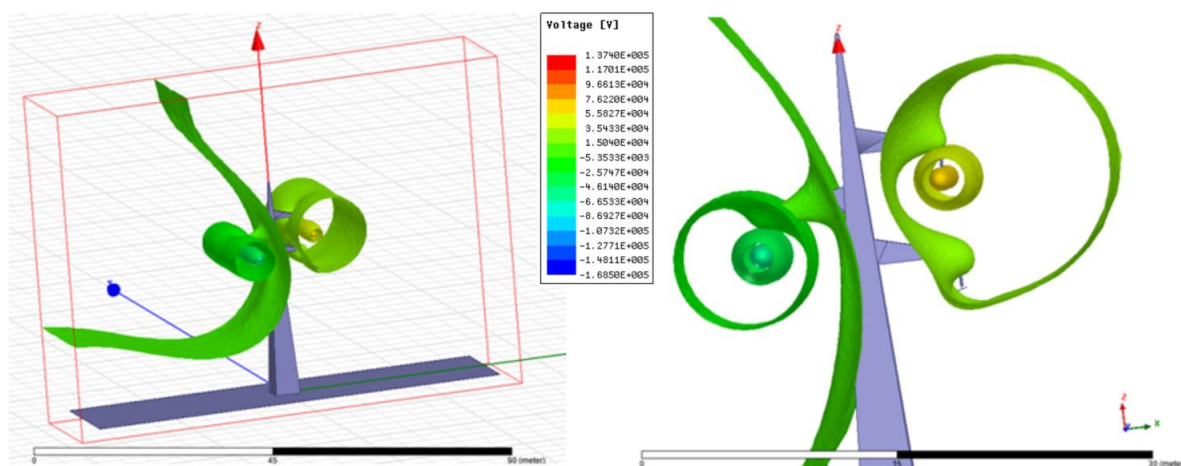 Z
Voltage [V]
1.3740E+005
1.1701E+005
9.6613E+004
7.6220E+004
5.5827E+004
3.5433E+004
1.5040E+004
-5.3533E+003
-2.5747E+004
-4.6140E+004
-6.6533E+004
-8.6927E+004
-1.0732E+005
-1.2771E+005
-1.4811E+005
-1.6850E+005
Z
Z
X
0 45 90 (meter)
0 15 30 (meter)